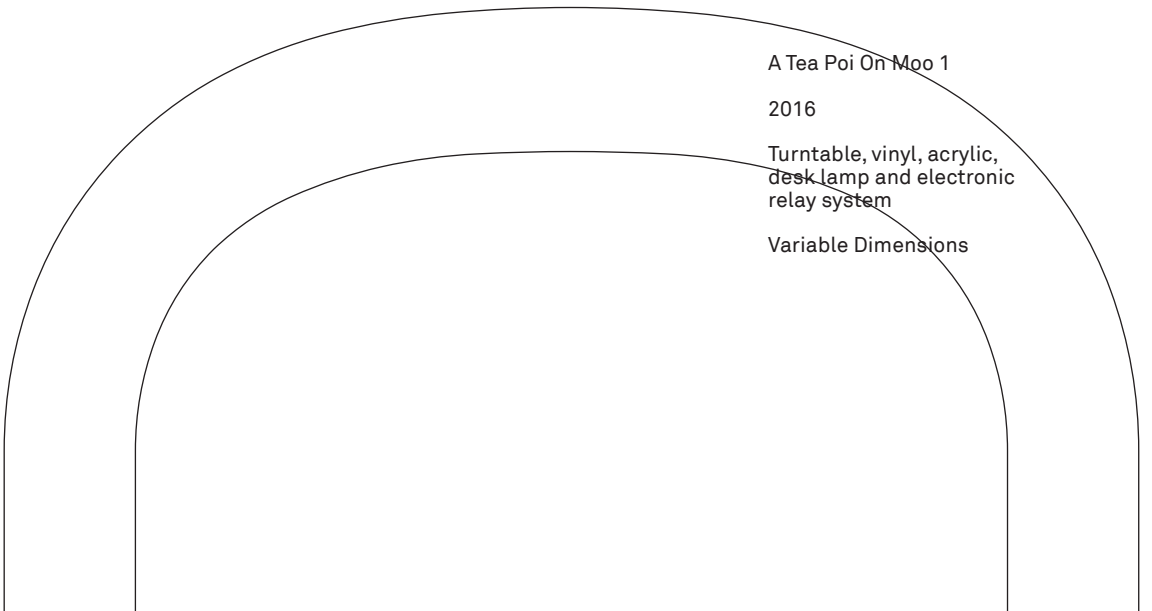 A Tea Poi On Moo 1
2016
Turntable, vinyl, acrylic,
desk lamp and electronic
relay system
Variable Dimensions